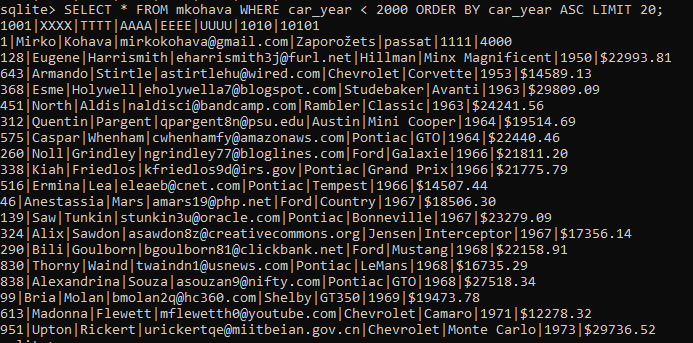 sqlite> SELECT * FROM mkohava WHERE car_year < 2000 ORDER BY car_year ASC LIMIT 20;
1001|XXXX|TTTT|AAAA|EEEE|UUUU|1010|10101
1|Mirko|Kohava|mirkokohava@gmail.com|Zaporožets|passat|1111|4000
128|Eugene|Harrismith|eharrismith3j@furl.net|Hillman|Minx Magnificent|1950|$22993.81
643|Armando|Stirtle|astirtlehu@wired.com|Chevrolet|Corvette|1953|$14589.13
368|Esme|Holywell|eholywella7@blogspot.com|Studebaker|Avanti|1963|$29809.09
451|North|Aldis|naldisci@bandcamp.com|Rambler|Classic|1963|$24241.56
312|Quentin|Pargent|qpargent8n@psu.edu|Austin|Mini Cooper|1964|$19514.69
575|Caspar|Whenham|cwhenhamfy@amazonaws.com|Pontiac|GTO|1964|$22440.46
260|Noll|Grindley|ngrindley77@bloglines.com|Ford|Galaxie|1966|$21811.20
338|Kiah|Friedlos|kfriedlos9d@irs.gov|Pontiac|Grand Prix|1966|$21775.79
516|Ermina|Lea|eleaeb@cnet.com|Pontiac|Tempest|1966|$14507.44
46|Anestassia|Mars|amars19@php.net|Ford|Country|1967|$18506.30
139|Saw|Tunkin|stunkin3u@oracle.com|Pontiac|Bonneville|1967|$23279.09
324|Alix|Sawdon|asawdon8z@creativecommons.org|Jensen|Interceptor|1967|$17356.14
290|Bili|Goulborn|bgoulborn81@clickbank.net|Ford|Mustang|1968|$22158.91
830|Thorny|Waind|twaindn1@usnews.com|Pontiac|LeMans|1968|$16735.29
838|Alexandrina|Souza|asouzan9@nifty.com|Pontiac|GTO|1968|$27518.34
99|Bria|Molan|bmolan2q@hc360.com|Shelby|GT350|1969|$19473.78
613|Madonna|Flewett|mflewetth0@youtube.com|Chevrolet|Camaro|1971|$12278.32
951|Upton|Rickert|urickertqe@miitbeian.gov.cn|Chevrolet|Monte Carlo|1973|$29736.52